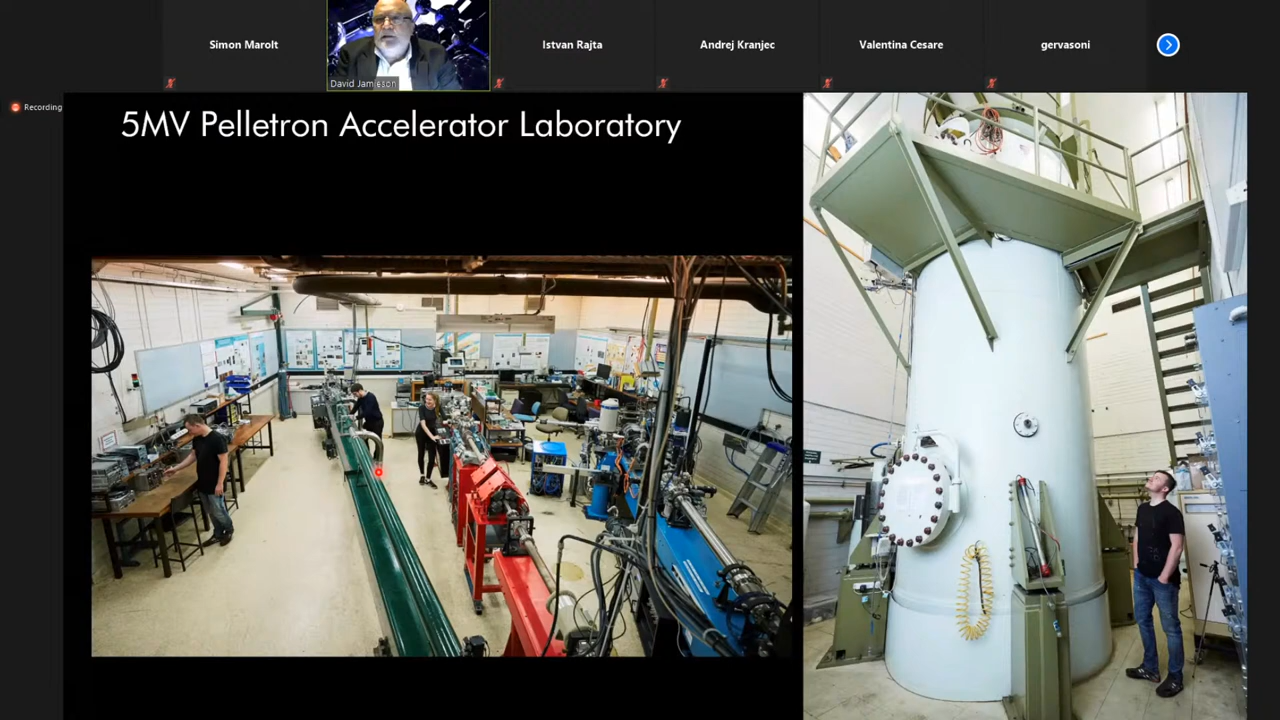 Simon Marolt
David Jamieson
Istvan Rajta
Andrej Kranjec
Valentina Cesare
gervasoni
Recording
5MV Pelletron Accelerator Laboratory